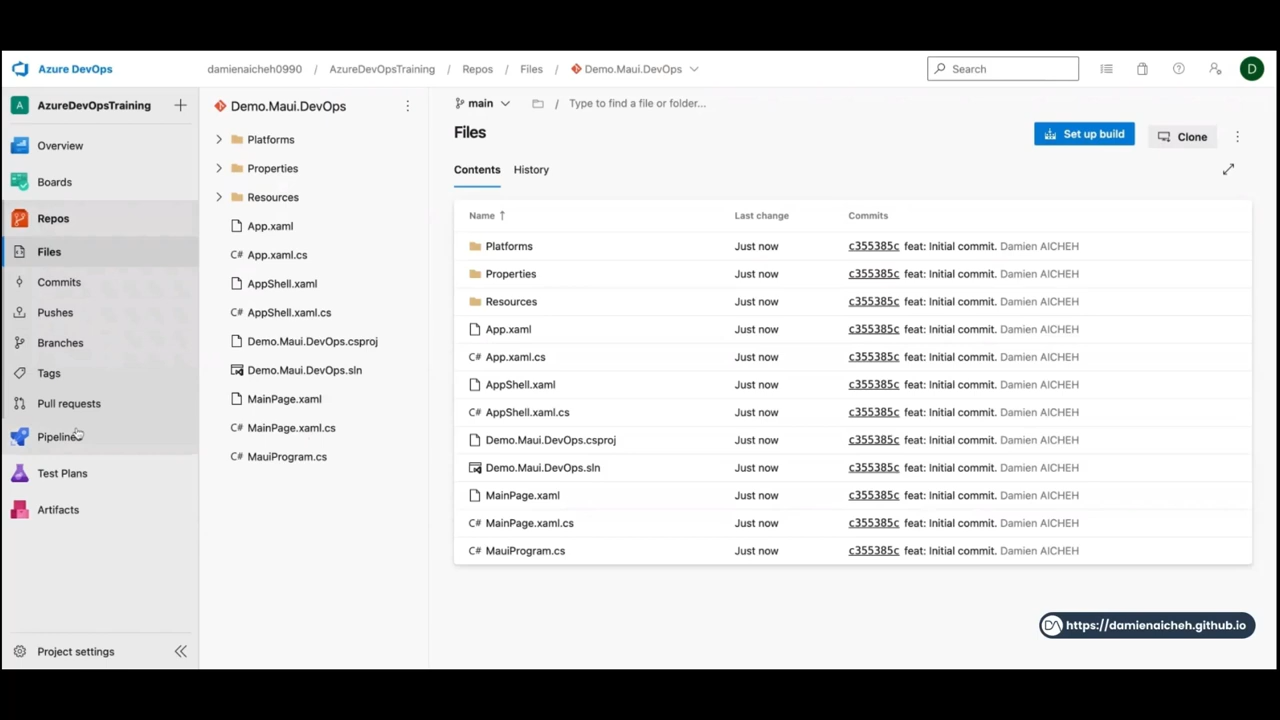 Azure DevOps
damienaicheh0990 / AzureDevOpsTraining / Repos / Files / Demo.Maui.DevOps
Search
D
A AzureDevOpsTraining
Overview
Boards
Repos
Files
Commits
Pushes
Branches
Tags
Pull requests
Pipelines
Test Plans
Artifacts
Project settings
Demo.Maui.DevOps
Platforms
Properties
Resources
App.xaml
C# App.xaml.cs
AppShell.xaml
C# AppShell.xaml.cs
Demo.Maui.DevOps.csproj
Demo.Maui.DevOps.sln
MainPage.xaml
C# MainPage.xaml.cs
C# MauiProgram.cs
main / Type to find a file or folder...
Files
Set up build
Clone
Contents History
Name ↑ Last change Commits
Platforms Just now c355385c feat: Initial commit. Damien AICHEH
Properties Just now c355385c feat: Initial commit. Damien AICHEH
Resources Just now c355385c feat: Initial commit. Damien AICHEH
App.xaml Just now c355385c feat: Initial commit. Damien AICHEH
C# App.xaml.cs Just now c355385c feat: Initial commit. Damien AICHEH
AppShell.xaml Just now c355385c feat: Initial commit. Damien AICHEH
C# AppShell.xaml.cs Just now c355385c feat: Initial commit. Damien AICHEH
Demo.Maui.DevOps.csproj Just now c355385c feat: Initial commit. Damien AICHEH
Demo.Maui.DevOps.sln Just now c355385c feat: Initial commit. Damien AICHEH
MainPage.xaml Just now c355385c feat: Initial commit. Damien AICHEH
C# MainPage.xaml.cs Just now c355385c feat: Initial commit. Damien AICHEH
C# MauiProgram.cs Just now c355385c feat: Initial commit. Damien AICHEH
DA https://damienaicheh.github.io